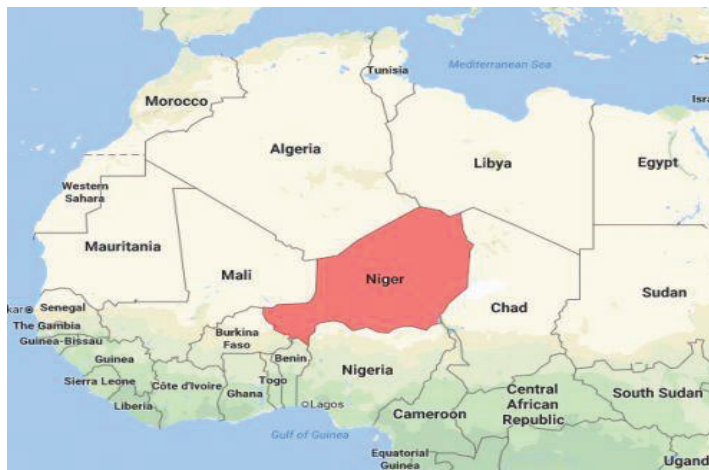 Mediterranean Sea
Tunisia
Morocco
Isra
Algeria
Libya
Egypt
Western
Sahara
Mauritania
Mali
Niger
Chad
Sudan
kar
Senegal
The Gambia
Guinea-Bissau
Burkina
Faso
Guinea
Benin
Nigeria
Sierra Leone
Côte d'Ivoire
Togo
Ghana
Liberia
Lagos
Central
African
Republic
South Sudan
Cameroon
Gulf of Guinea
Equatorial
Guinea
Ugand